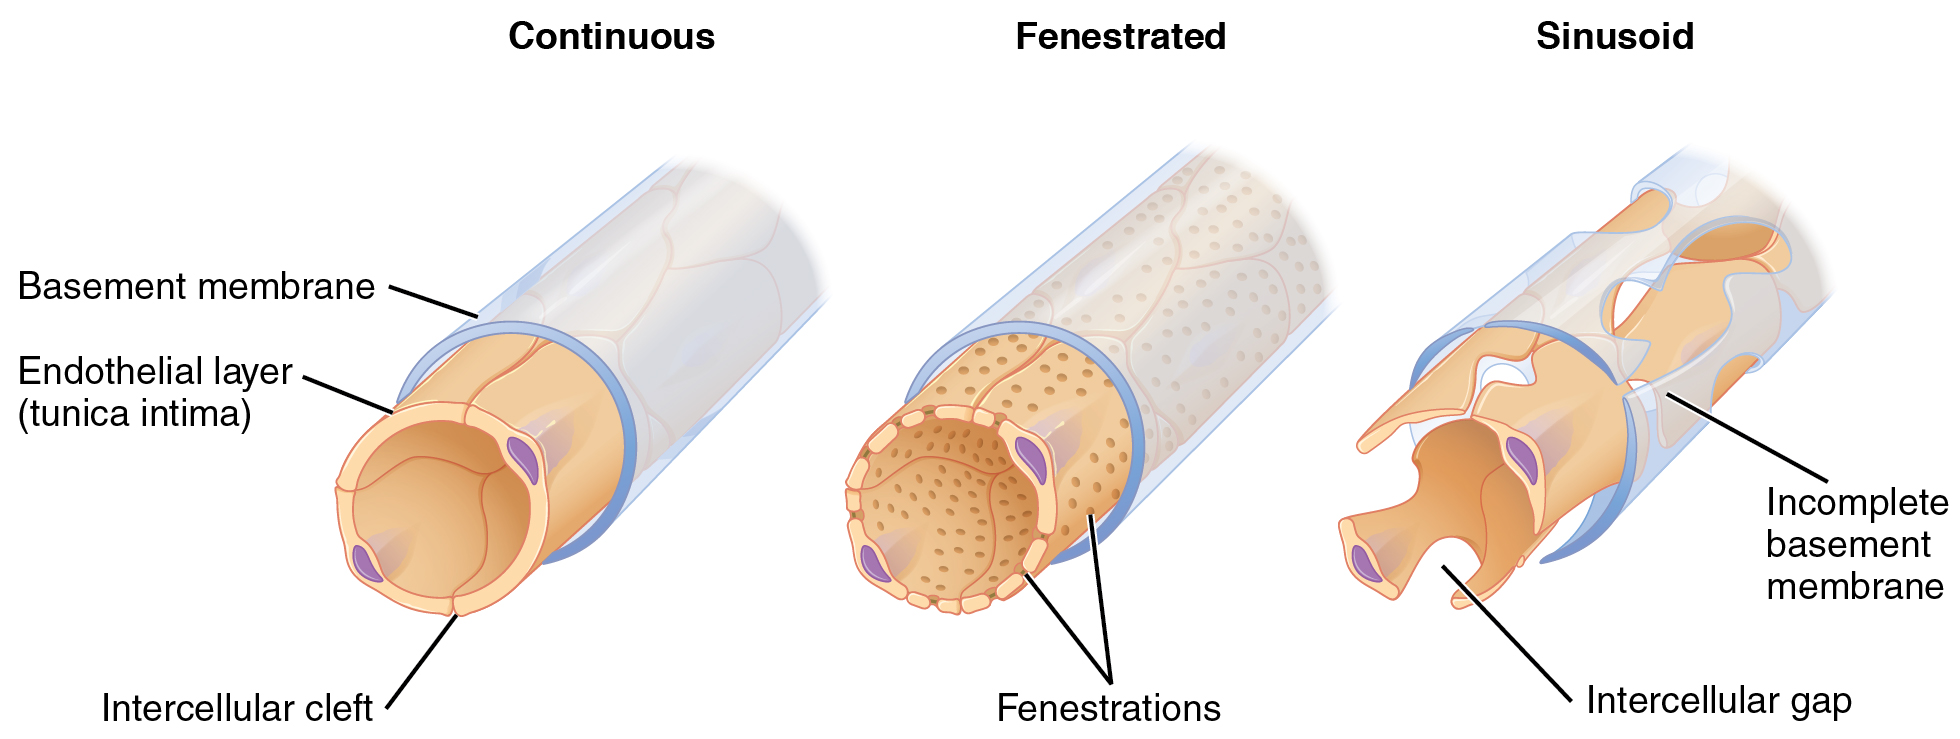 Continuous
Fenestrated
Sinusoid
Basement membrane
Endothelial layer
(tunica intima)
Intercellular cleft
Fenestrations
Incomplete
basement
membrane
Intercellular gap